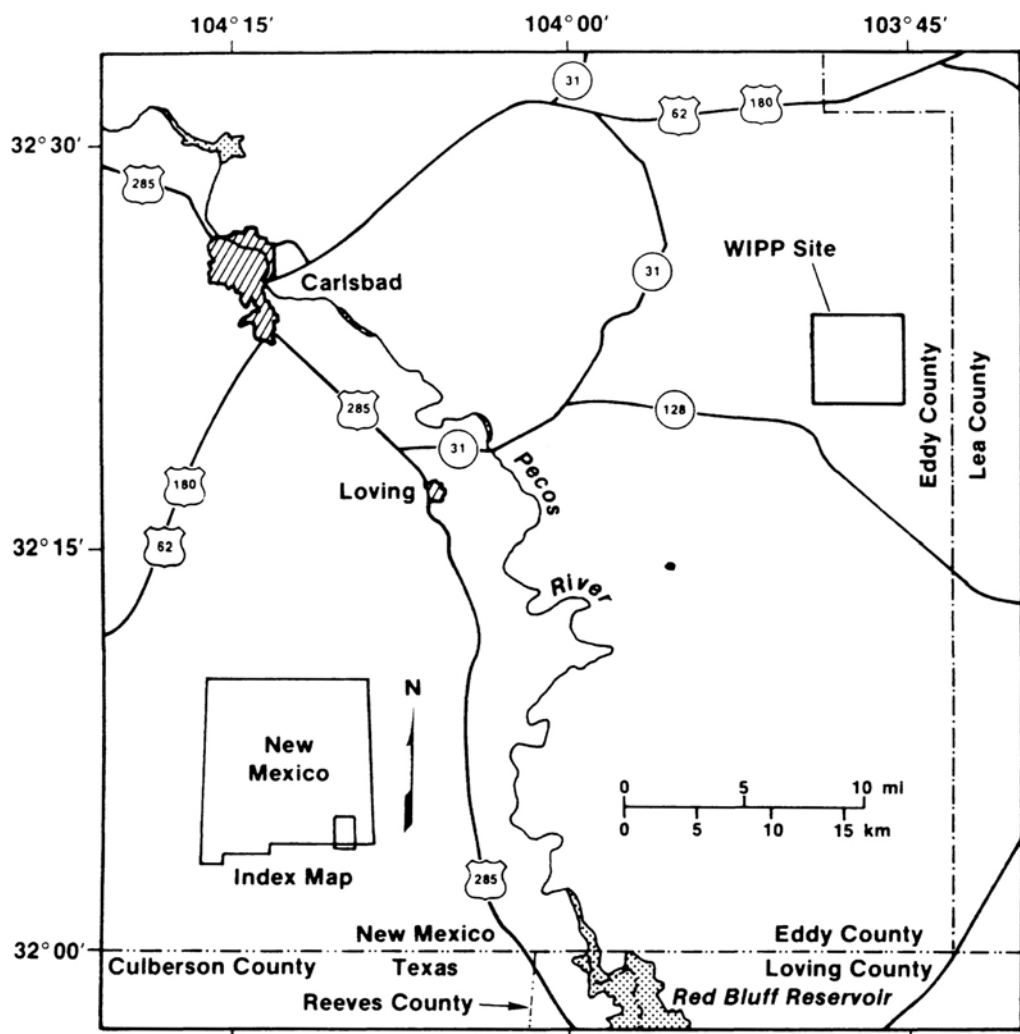 104° 15'
104° 00'
103° 45'
31
62
180
32° 30'
285
WIPP Site
Carlsbad
31
Eddy County
Lea County
285
128
31
Pecos
180
Loving
62
32° 15'
River
N
New
Mexico
0 5 10 mi
0 5 10 15 km
Index Map
285
New Mexico
Eddy County
32° 00'
Culberson County
Texas
Loving County
Reeves County
Red Bluff Reservoir